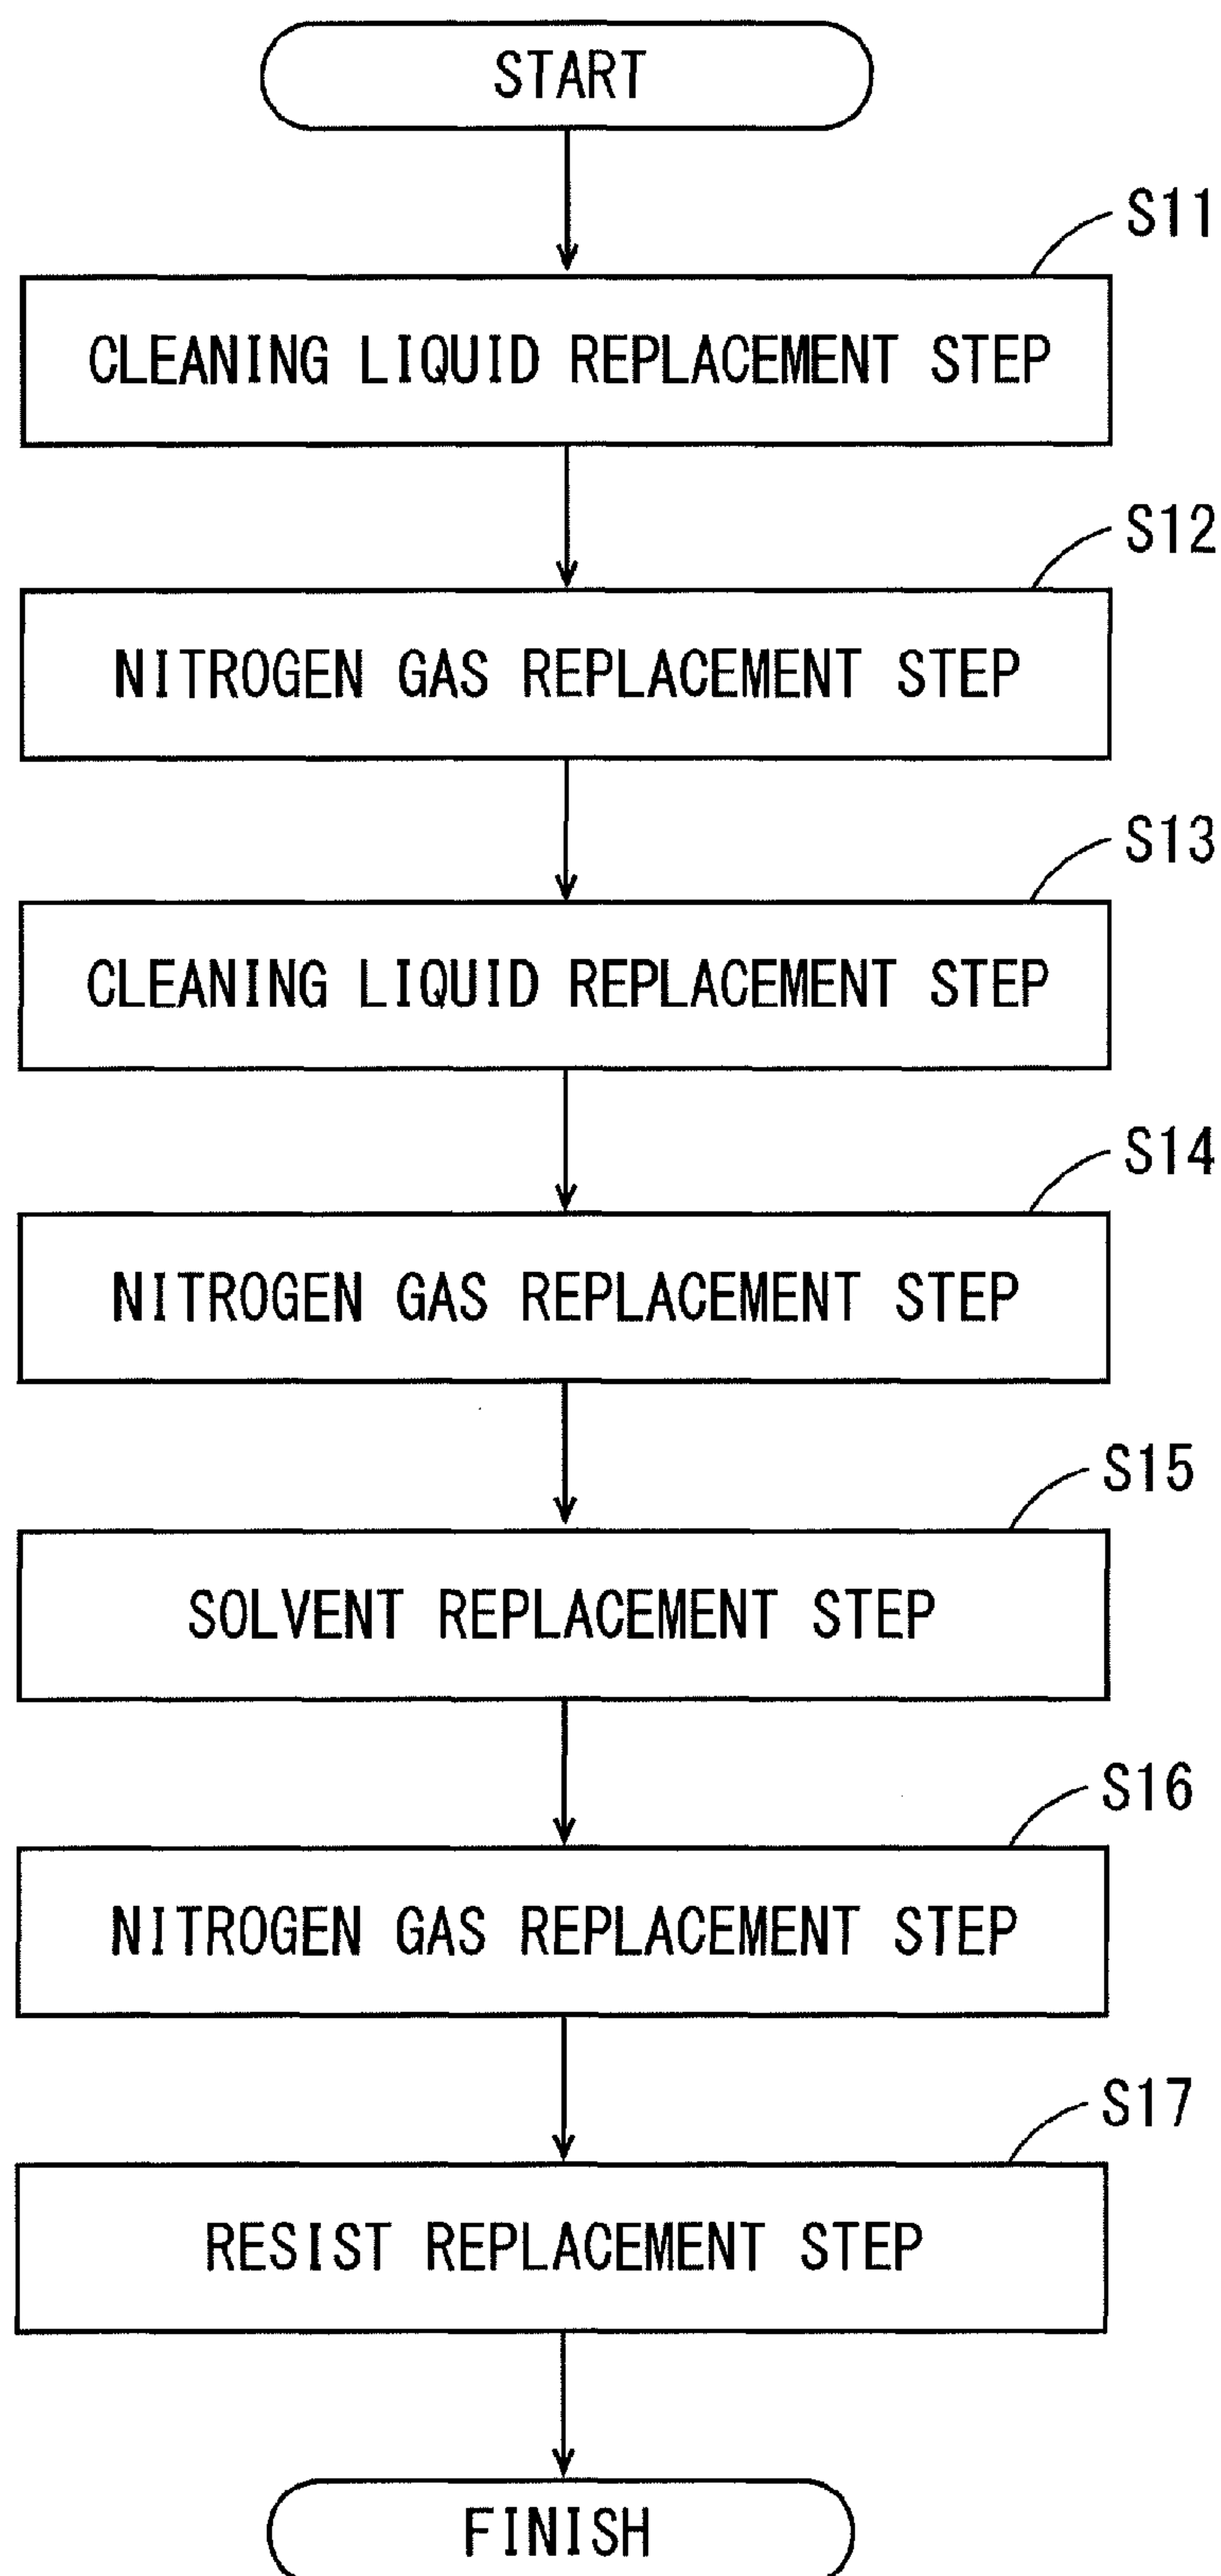 START
S11
CLEANING LIQUID REPLACEMENT STEP
S12
NITROGEN GAS REPLACEMENT STEP
S13
CLEANING LIQUID REPLACEMENT STEP
S14
NITROGEN GAS REPLACEMENT STEP
S15
SOLVENT REPLACEMENT STEP
S16
NITROGEN GAS REPLACEMENT STEP
S17
RESIST REPLACEMENT STEP
FINISH